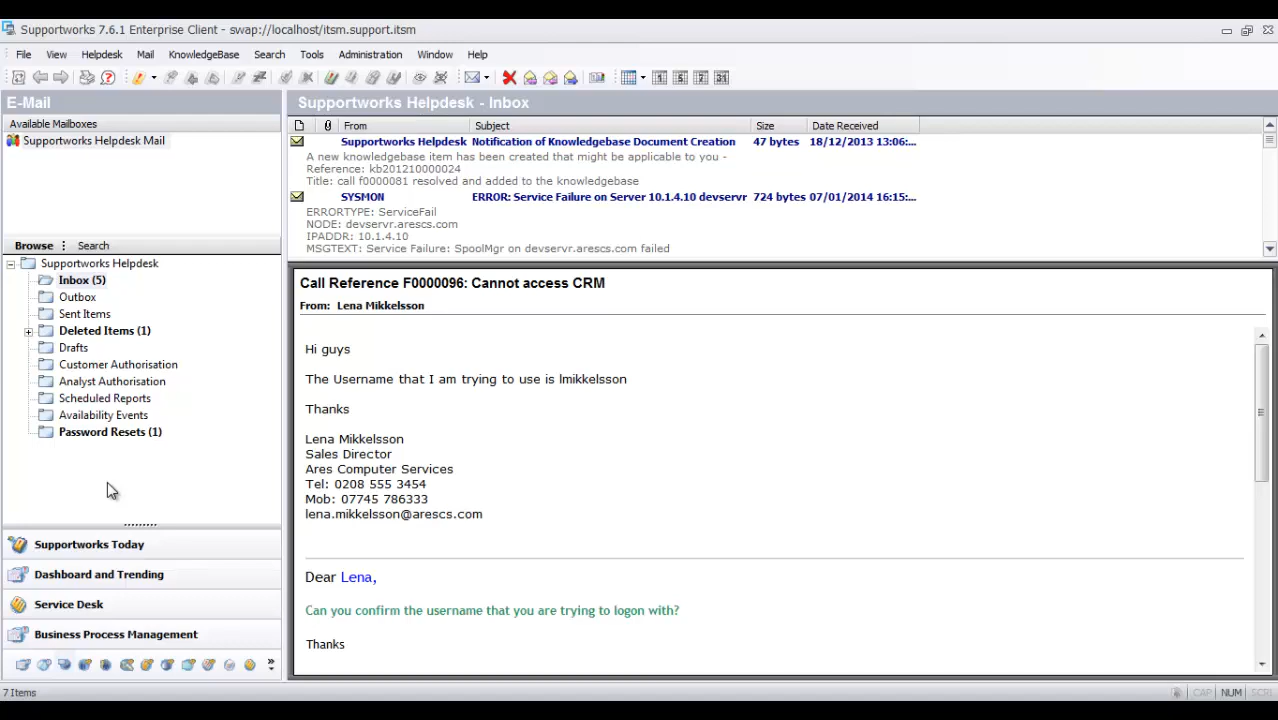 Supportworks 7.6.1 Enterprise Client - swap://localhost/itsm.support.itsm
File View Helpdesk Mail KnowledgeBase Search Tools Administration Window Help
1 5 7 31
E-Mail
Available Mailboxes
Supportworks Helpdesk Mail
Browse Search
Supportworks Helpdesk
Inbox (5)
Outbox
Sent Items
Deleted Items (1)
Drafts
Customer Authorisation
Analyst Authorisation
Scheduled Reports
Availability Events
Password Resets (1)
Supportworks Today
Dashboard and Trending
Service Desk
Business Process Management
Supportworks Helpdesk - Inbox
From Subject Size Date Received
Supportworks Helpdesk Notification of Knowledgebase Document Creation 47 bytes 18/12/2013 13:06:...
A new knowledgebase item has been created that might be applicable to you -
Reference: kb201210000024
Title: call f0000081 resolved and added to the knowledgebase
SYSMON ERROR: Service Failure on Server 10.1.4.10 devservr 724 bytes 07/01/2014 16:15:...
ERRORTYPE: ServiceFail
NODE: devservr.arescs.com
IPADDR: 10.1.4.10
MSGTEXT: Service Failure: SpoolMgr on devservr.arescs.com failed
Call Reference F0000096: Cannot access CRM
From: Lena Mikkelsson
Hi guys
The Username that I am trying to use is lmikkelsson
Thanks
Lena Mikkelsson
Sales Director
Ares Computer Services
Tel: 0208 555 3454
Mob: 07745 786333
lena.mikkelsson@arescs.com
Dear Lena,
Can you confirm the username that you are trying to logon with?
Thanks
7 Items
CAP NUM SCRL